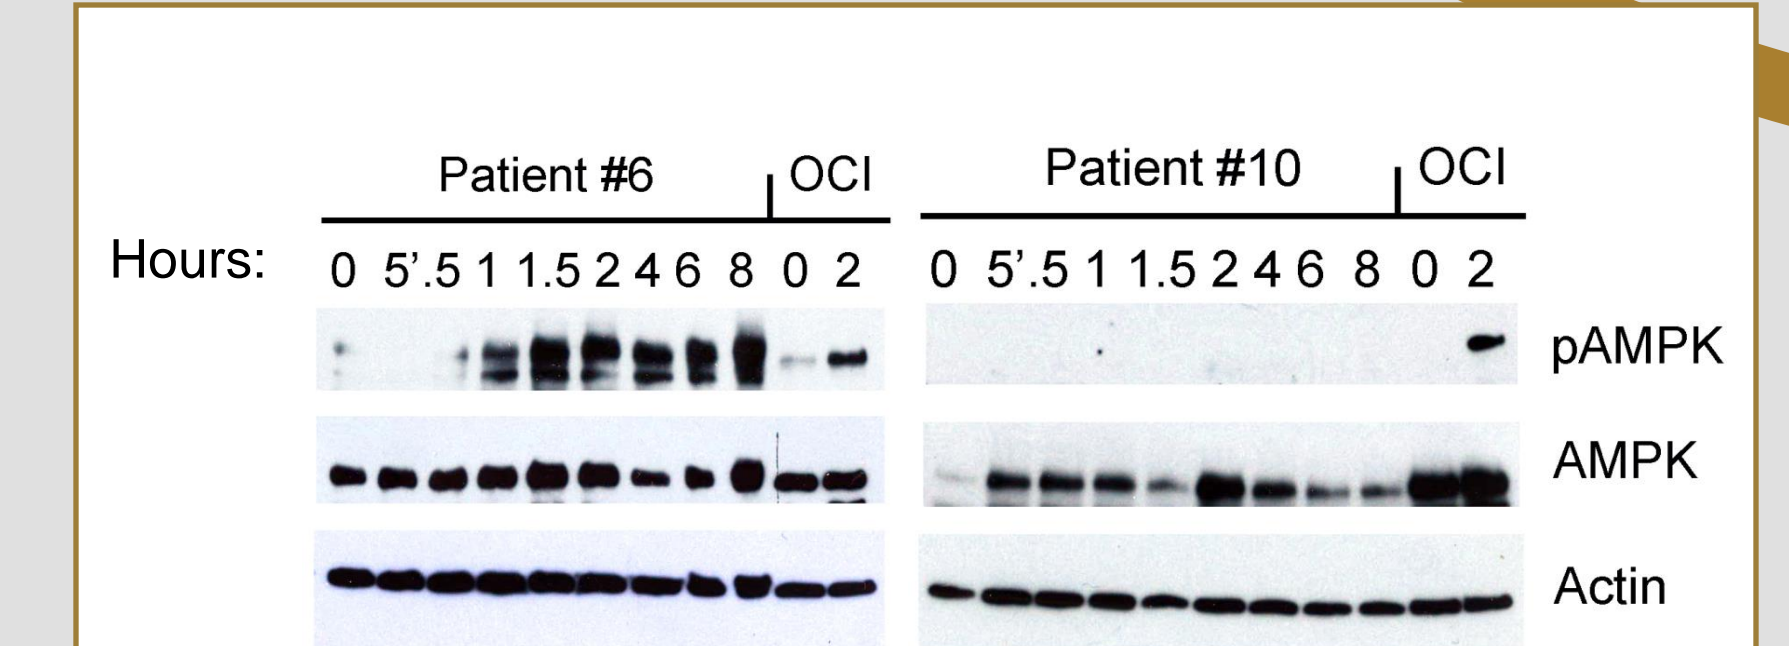 Patient #6 OCI Patient #10 OCI
Hours: 0 5’ .5 1 1.5 2 4 6 8 0 2 0 5’ .5 1 1.5 2 4 6 8 0 2
pAMPK
AMPK
Actin